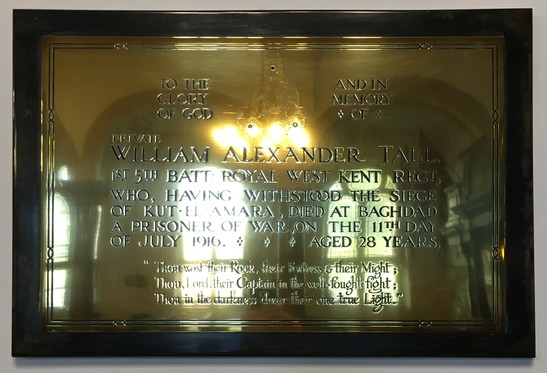 TO THE GLORY OF GOD
AND IN MEMORY OF
PRIVATE
WILLIAM ALEXANDER TALL.
1ST 5TH BATT: ROYAL WEST KENT REGT,
WHO, HAVING WITHSTOOD THE SIEGE
OF KUT-EL-AMARA, DIED AT BAGHDAD
A PRISONER OF WAR, ON THE 11TH DAY
OF JULY 1916. AGED 28 YEARS.
"Thou wast their Rock, their Fortress & their Might;
Thou, Lord, their Captain in the well-fought fight;
Thou in the darkness drear their one true Light."